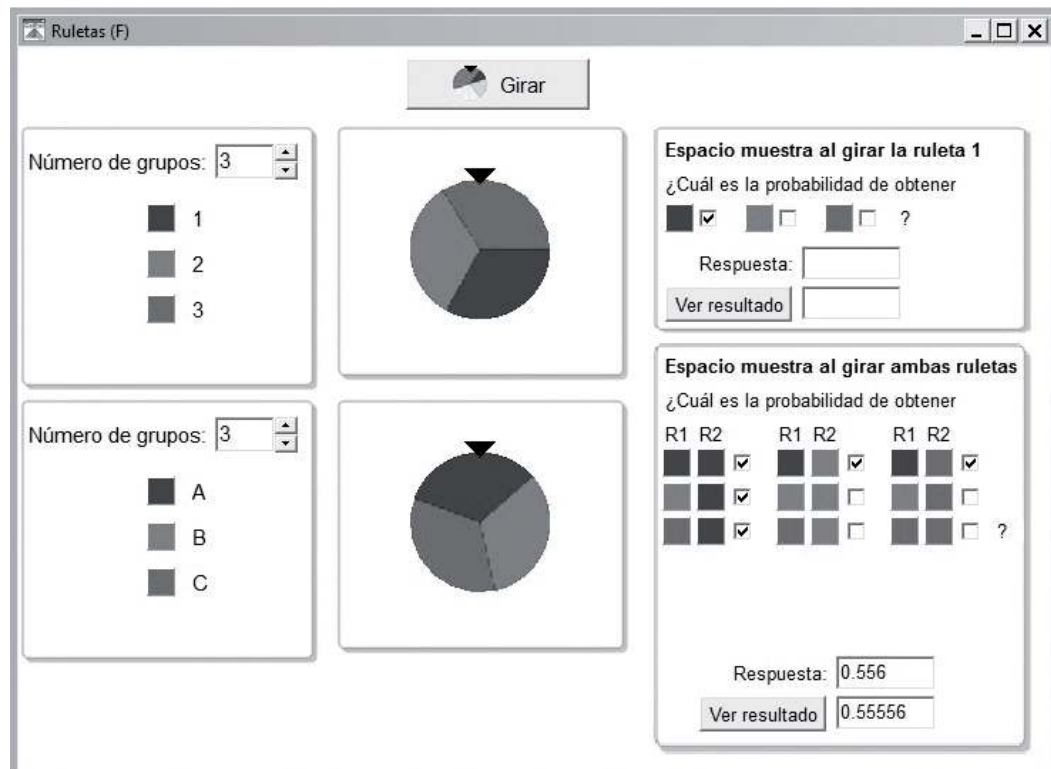 Ruletas (F)
Girar
Número de grupos: 3
1
2
3
Espacio muestra al girar la ruleta 1
¿Cuál es la probabilidad de obtener
?
Respuesta:
Ver resultado
Número de grupos: 3
A
B
C
Espacio muestra al girar ambas ruletas
¿Cuál es la probabilidad de obtener
R1 R2 R1 R2 R1 R2
?
Respuesta: 0.556
Ver resultado 0.55556